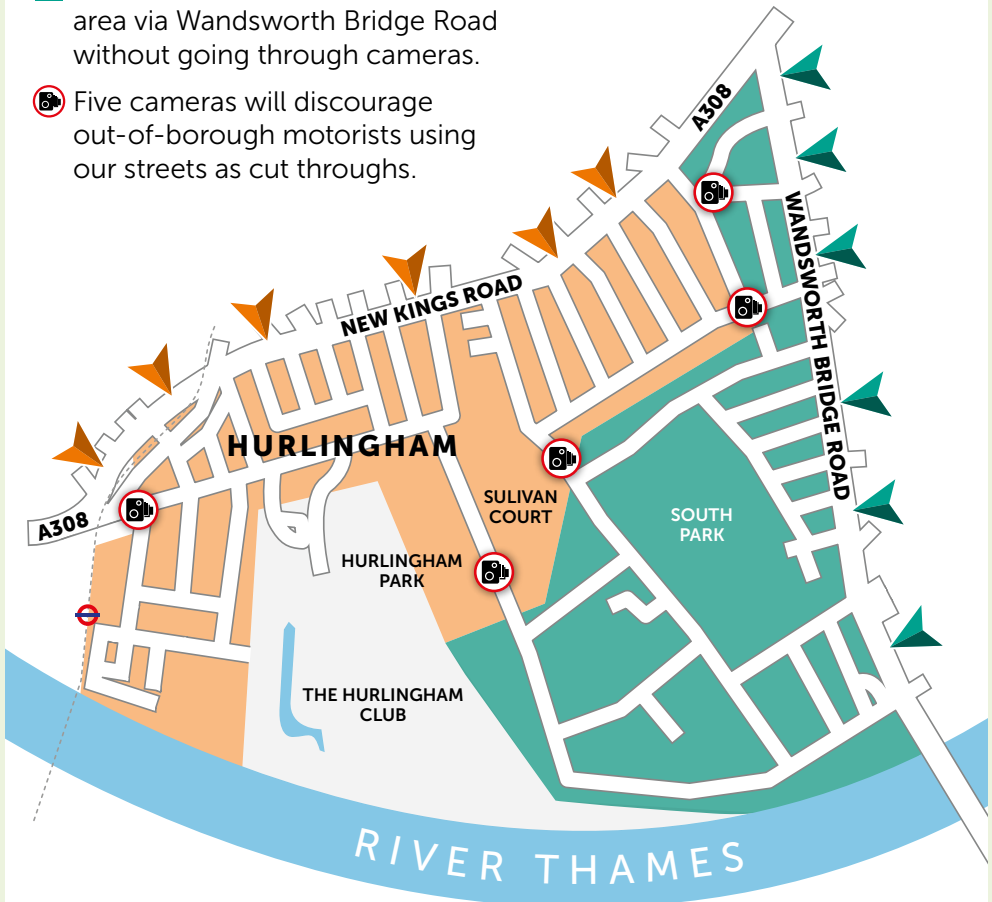 area via Wandsworth Bridge Road
without going through cameras.
Five cameras will discourage
out-of-borough motorists using
our streets as cut throughs.
A308
WANDSWORTH BRIDGE ROAD
NEW KINGS ROAD
HURLINGHAM
A308
SULIVAN
COURT
SOUTH
PARK
HURLINGHAM
PARK
THE HURLINGHAM
CLUB
RIVER THAMES